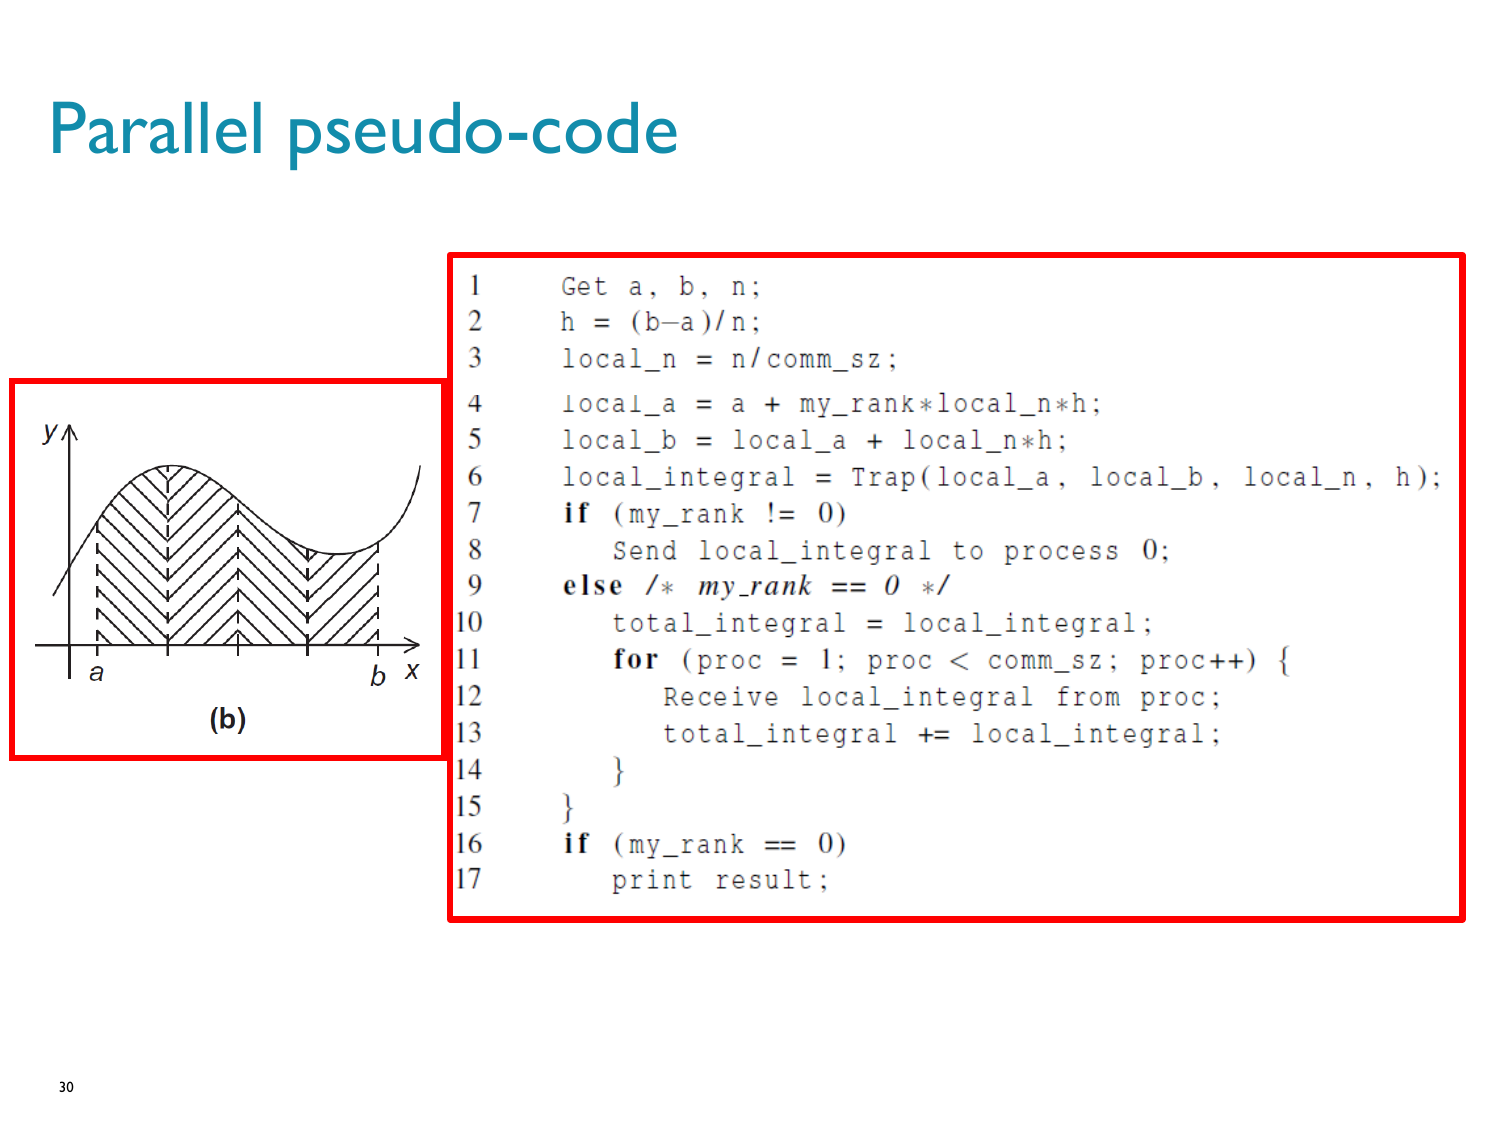 Parallel pseudo-code
y
a
b
x
(b)
1 Get a, b, n;
2 h = (b−a)/n;
3 local_n = n/comm_sz;
4 local_a = a + my_rank*local_n*h;
5 local_b = local_a + local_n*h;
6 local_integral = Trap(local_a, local_b, local_n, h);
7 if (my_rank != 0)
8 Send local_integral to process 0;
9 else /* my_rank == 0 */
10 total_integral = local_integral;
11 for (proc = 1; proc < comm_sz; proc++) {
12 Receive local_integral from proc;
13 total_integral += local_integral;
14 }
15 }
16 if (my_rank == 0)
17 print result;
30